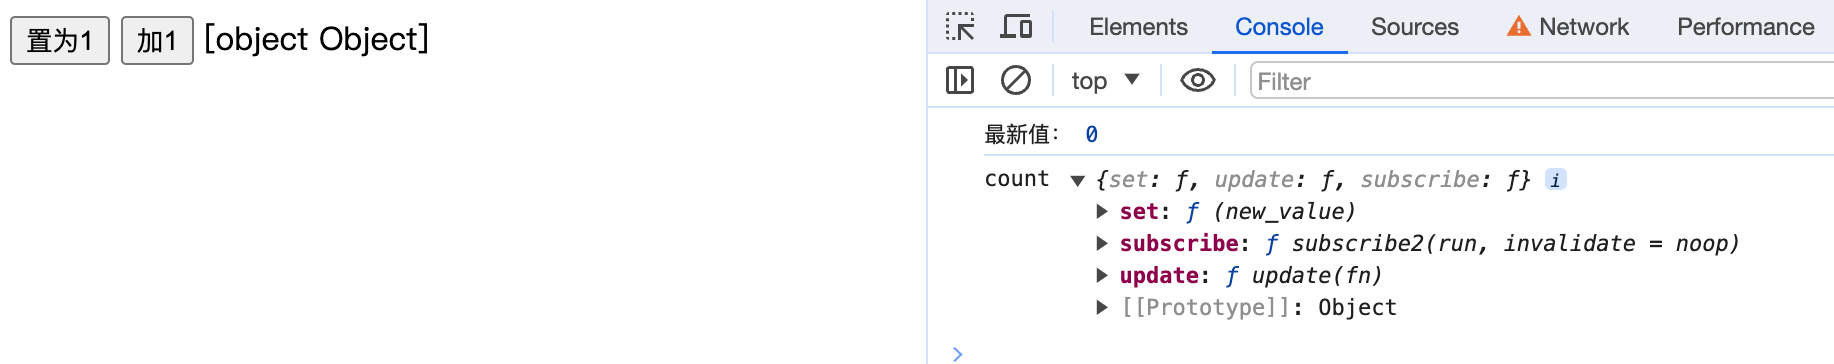 置为1 加1 [object Object]
Elements Console Sources Network Performance
top Filter
最新值： 0
count {set: ƒ, update: ƒ, subscribe: ƒ} i
set: ƒ (new_value)
subscribe: ƒ subscribe2(run, invalidate = noop)
update: ƒ update(fn)
[[Prototype]]: Object